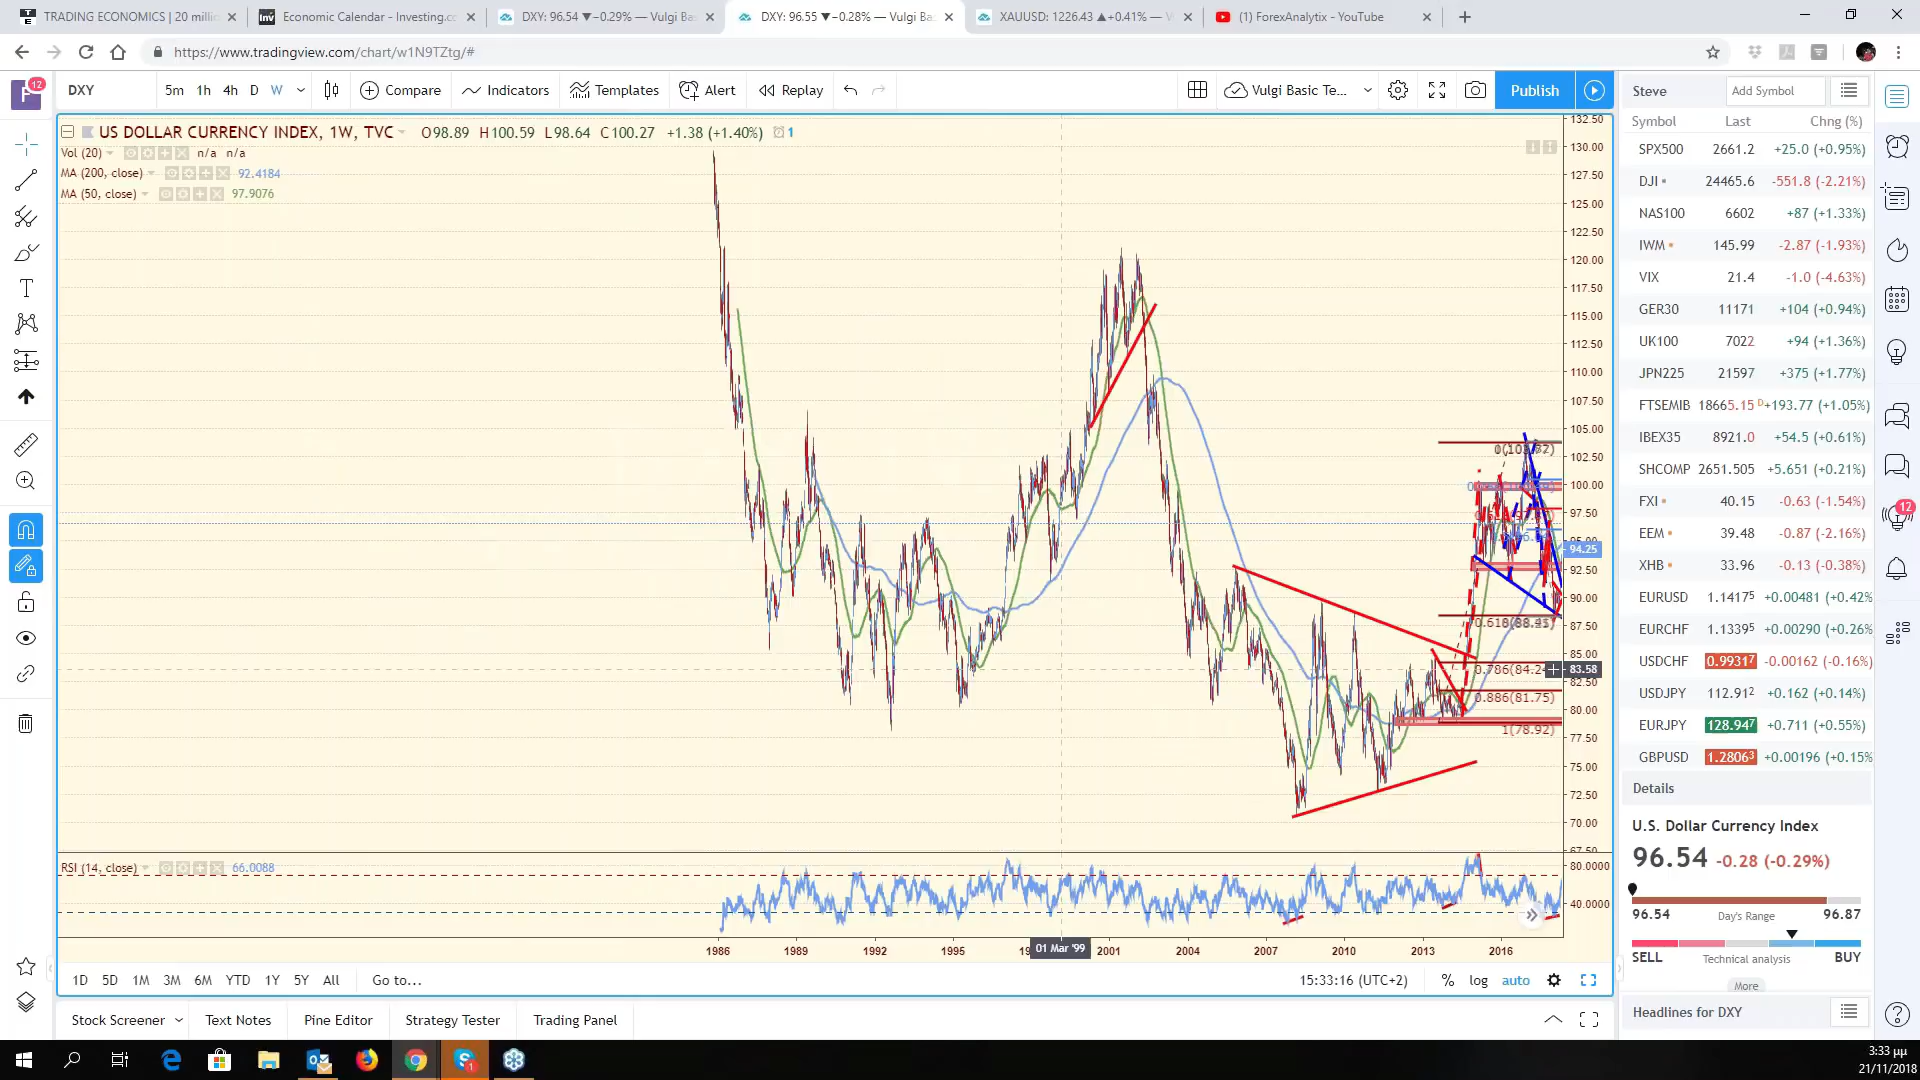 TRADING ECONOMICS | 20 millio
Economic Calendar - Investing.co
DXY: 96.54 ▼−0.29% — Vulgi Ba
DXY: 96.55 ▼−0.28% — Vulgi Ba
XAUUSD: 1226.43 ▲+0.41% — V
(1) ForexAnalytix - YouTube
https://www.tradingview.com/chart/w1N9TZtg/#
12
DXY 5m 1h 4h D W Compare Indicators Templates Alert Replay Vulgi Basic Te... Publish
US DOLLAR CURRENCY INDEX, 1W, TVC O98.89 H100.59 L98.64 C100.27 +1.38 (+1.40%) 1
Vol (20) n/a n/a
MA (200, close) 92.4184
MA (50, close) 97.9076
132.50
130.00
127.50
125.00
122.50
120.00
117.50
115.00
112.50
110.00
107.50
105.00
102.50
100.00
97.50
94.25
92.50
90.00
87.50
85.00
83.58
82.50
80.00
77.50
75.00
72.50
70.00
67.50
0.786(84.24
0.886(81.75)
1(78.92)
RSI (14, close) 66.0088
80.0000
40.0000
1986 1989 1992 1995 01 Mar '99 2001 2004 2007 2010 2013 2016
1D 5D 1M 3M 6M YTD 1Y 5Y All Go to... 15:33:16 (UTC+2) % log auto
Stock Screener Text Notes Pine Editor Strategy Tester Trading Panel
Steve Add Symbol
Symbol Last Chng (%)
SPX500 2661.2 +25.0 (+0.95%)
DJI 24465.6 -551.8 (-2.21%)
NAS100 6602 +87 (+1.33%)
IWM 145.99 -2.87 (-1.93%)
VIX 21.4 -1.0 (-4.63%)
GER30 11171 +104 (+0.94%)
UK100 7022 +94 (+1.36%)
JPN225 21597 +375 (+1.77%)
FTSEMIB 18665.15 D +193.77 (+1.05%)
IBEX35 8921.0 +54.5 (+0.61%)
SHCOMP 2651.505 +5.651 (+0.21%)
FXI 40.15 -0.63 (-1.54%)
EEM 39.48 -0.87 (-2.16%)
XHB 33.96 -0.13 (-0.38%)
EURUSD 1.14175 +0.00481 (+0.42%
EURCHF 1.13395 +0.00290 (+0.26%
USDCHF 0.99317 -0.00162 (-0.16%)
USDJPY 112.912 +0.162 (+0.14%)
EURJPY 128.947 +0.711 (+0.55%)
GBPUSD 1.28063 +0.00196 (+0.15%
12
Details
U.S. Dollar Currency Index
96.54 -0.28 (-0.29%)
96.54 Day's Range 96.87
SELL Technical analysis BUY
More
Headlines for DXY
1
3:33 μμ
21/11/2018